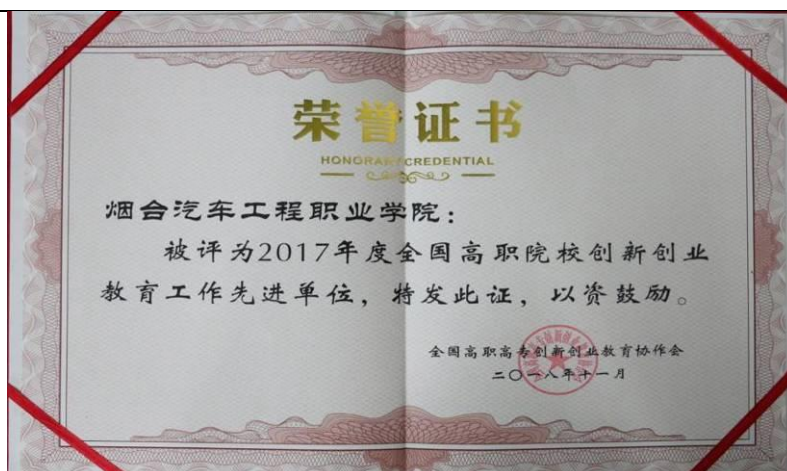 荣誉证书
HONORARY CREDENTIAL
烟台汽车工程职业学院：
被评为2017年度全国高职院校创新创业
教育工作先进单位，特发此证，以资鼓励。
全国高职高专创新创业教育协作会
二〇一八年十一月